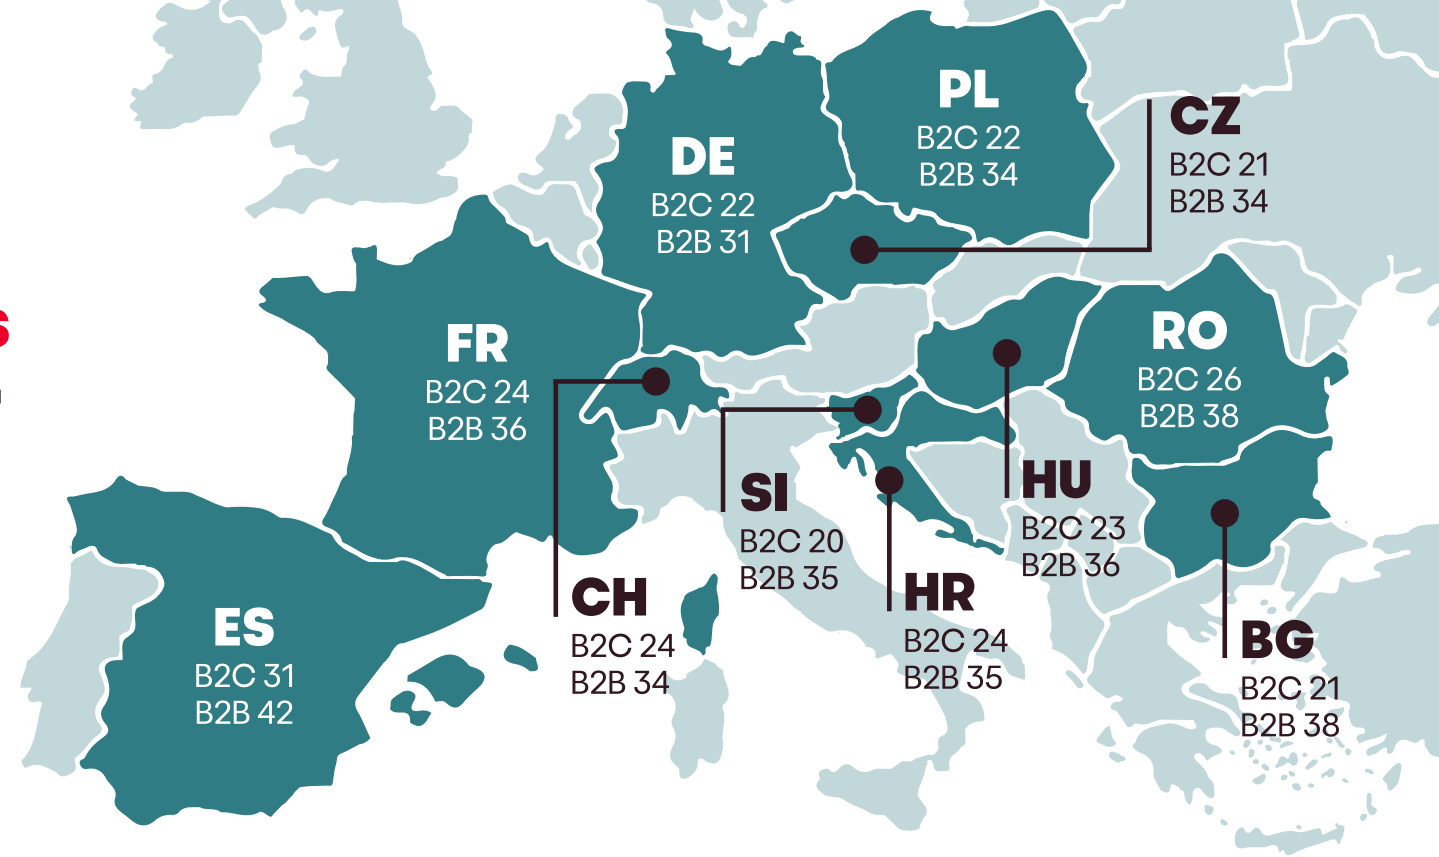 PL
B2C 22
B2B 34
CZ
B2C 21
B2B 34
DE
B2C 22
B2B 31
FR
B2C 24
B2B 36
RO
B2C 26
B2B 38
SI
B2C 20
B2B 35
HU
B2C 23
B2B 36
CH
B2C 24
B2B 34
HR
B2C 24
B2B 35
ES
B2C 31
B2B 42
BG
B2C 21
B2B 38